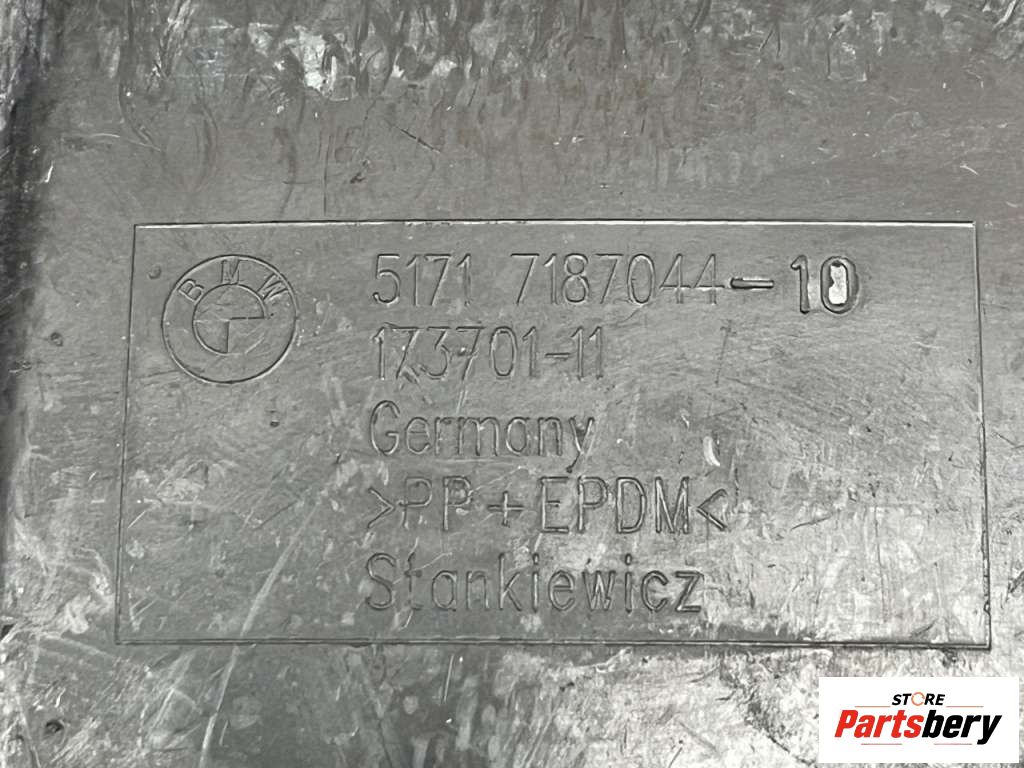 BMW
5171 7187044-10
173701-11
Germany
>PP+EPDM<
Stankiewicz
STORE
Partsbery